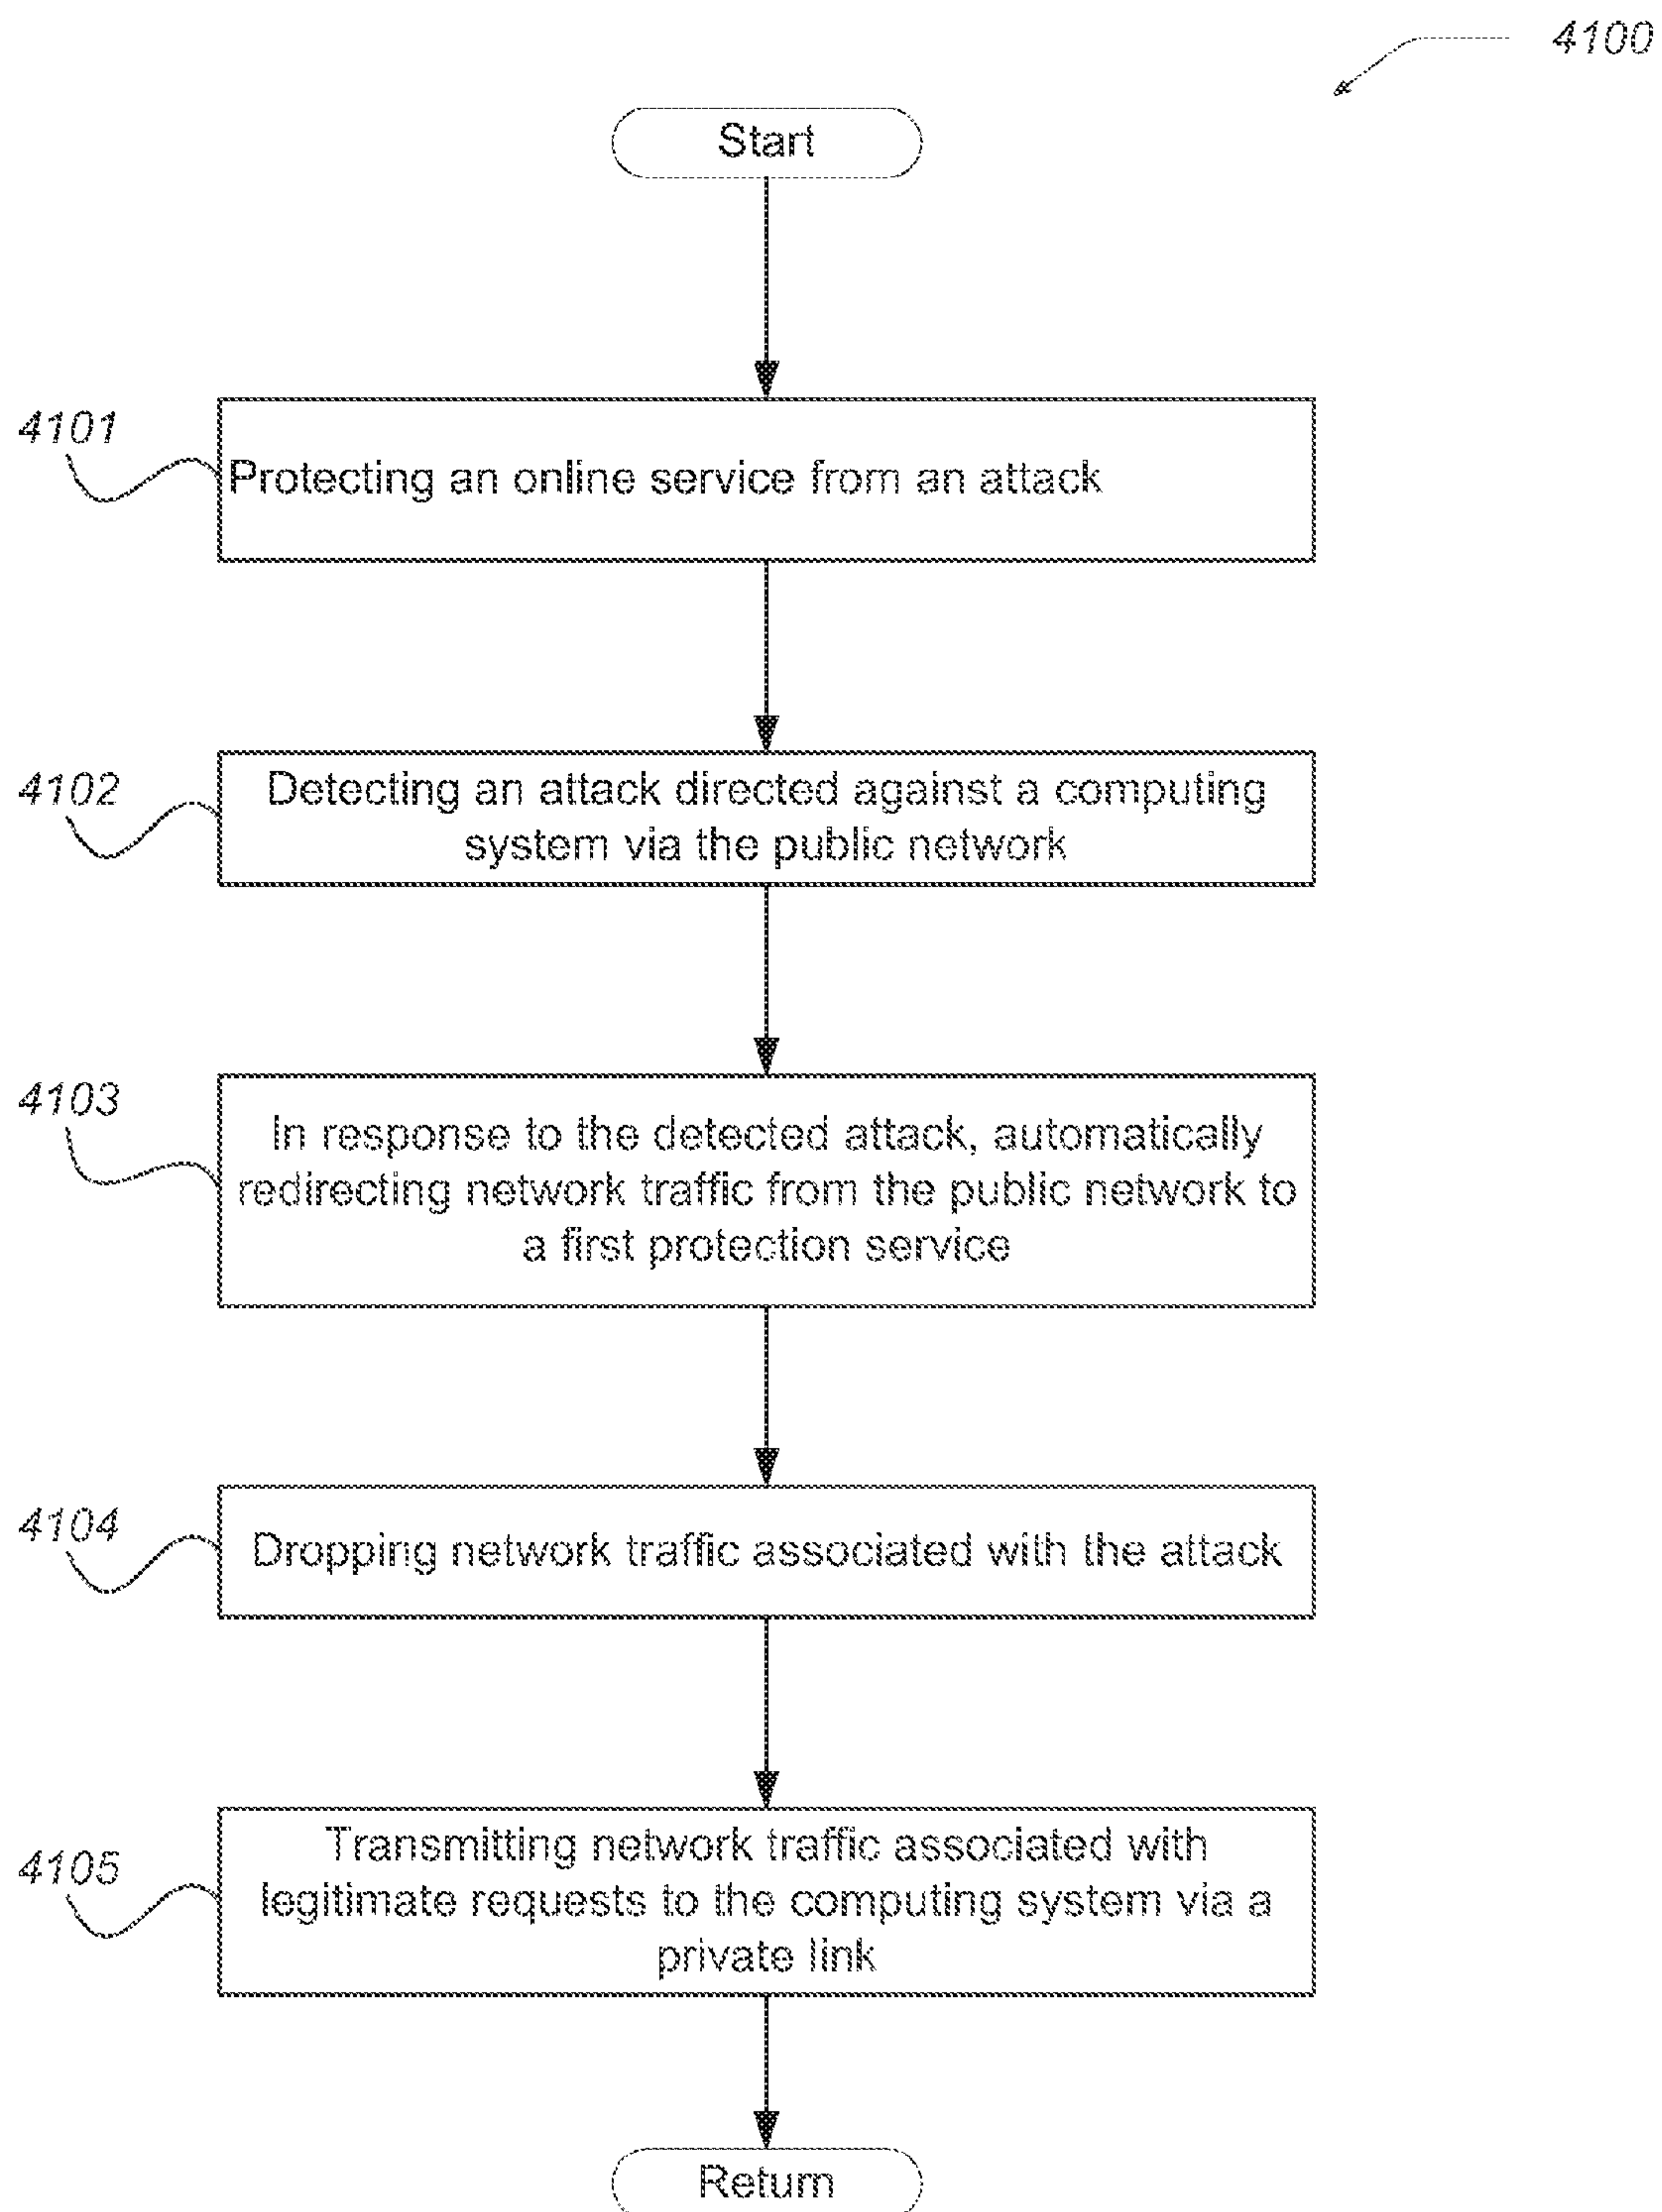 4100
Start
4101
Protecting an online service from an attack
4102
Detecting an attack directed against a computing
system via the public network
4103
In response to the detected attack, automatically
redirecting network traffic from the public network to
a first protection service
4104
Dropping network traffic associated with the attack
4105
Transmitting network traffic associated with
legitimate requests to the computing system via a
private link
Return